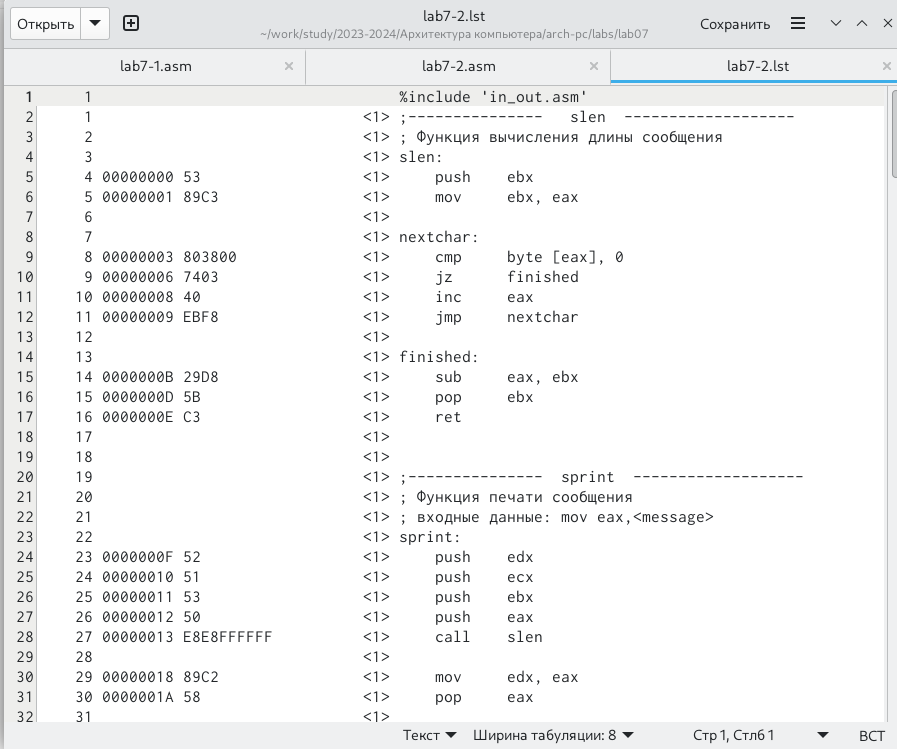 Открыть
lab7-2.lst
~/work/study/2023-2024/Архитектура компьютера/arch-pc/labs/lab07
Сохранить
lab7-1.asm × lab7-2.asm × lab7-2.lst ×
1 1 %include 'in_out.asm'
2 1 <1> ;--------------- slen -------------------
3 2 <1> ; Функция вычисления длины сообщения
4 3 <1> slen:
5 4 00000000 53 <1> push ebx
6 5 00000001 89C3 <1> mov ebx, eax
7 6 <1>
8 7 <1> nextchar:
9 8 00000003 803800 <1> cmp byte [eax], 0
10 9 00000006 7403 <1> jz finished
11 10 00000008 40 <1> inc eax
12 11 00000009 EBF8 <1> jmp nextchar
13 12 <1>
14 13 <1> finished:
15 14 0000000B 29D8 <1> sub eax, ebx
16 15 0000000D 5B <1> pop ebx
17 16 0000000E C3 <1> ret
18 17 <1>
19 18 <1>
20 19 <1> ;--------------- sprint -------------------
21 20 <1> ; Функция печати сообщения
22 21 <1> ; входные данные: mov eax,<message>
23 22 <1> sprint:
24 23 0000000F 52 <1> push edx
25 24 00000010 51 <1> push ecx
26 25 00000011 53 <1> push ebx
27 26 00000012 50 <1> push eax
28 27 00000013 E8E8FFFFFF <1> call slen
29 28 <1>
30 29 00000018 89C2 <1> mov edx, eax
31 30 0000001A 58 <1> pop eax
32 31 <1>
Текст Ширина табуляции: 8 Стр 1, Стлб 1 ВСТ